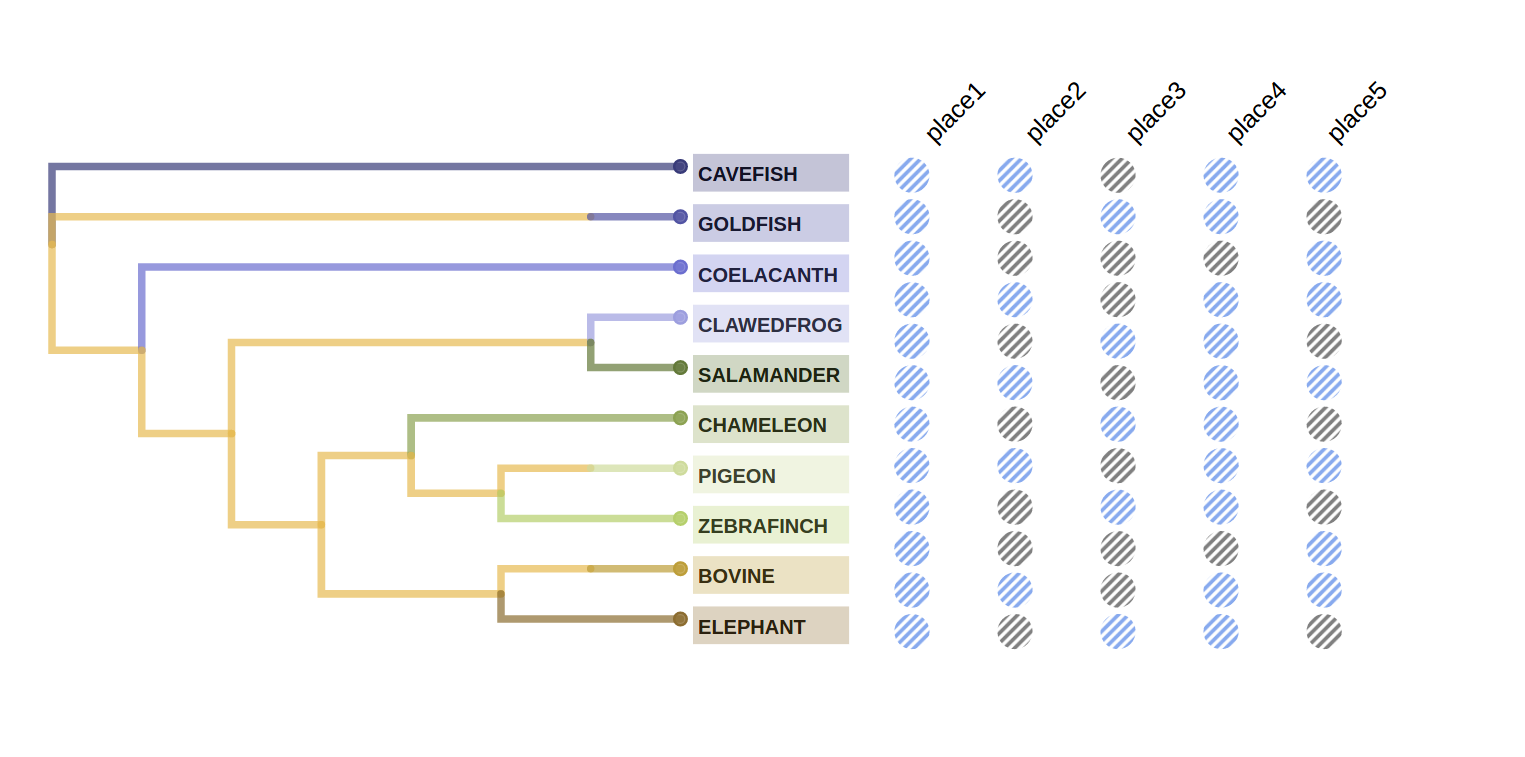 place1 place2 place3 place4 place5
CAVEFISH
GOLDFISH
COELACANTH
CLAWEDFROG
SALAMANDER
CHAMELEON
PIGEON
ZEBRAFINCH
BOVINE
ELEPHANT